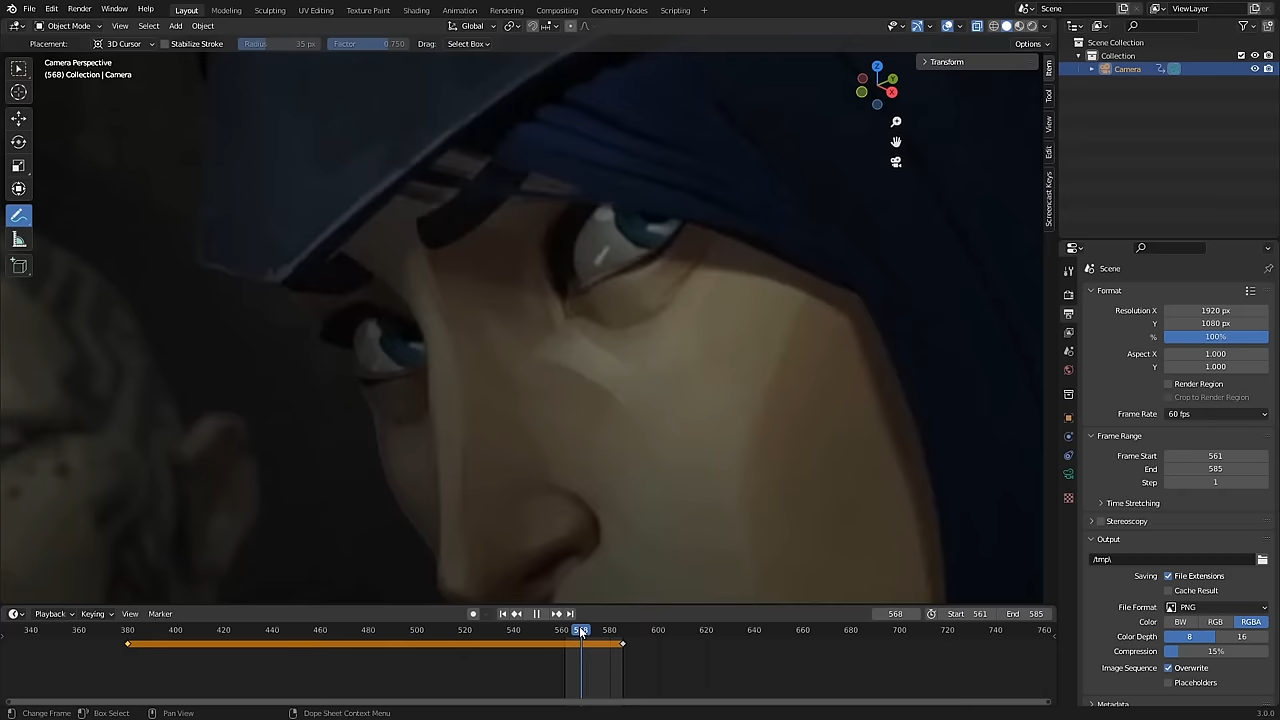 File Edit Render Window Help Layout Modeling Sculpting UV Editing Texture Paint Shading Animation Rendering Compositing Geometry Nodes Scripting + Scene ViewLayer
Object Mode View Select Add Object Global Options
Placement: 3D Cursor Stabilize Stroke Radius 35 px Factor 0.750 Drag: Select Box
Camera Perspective
(568) Collection | Camera
Transform
Item
Tool
View
Edit
Screencast Keys
Z
Y
X
Scene Collection
Collection
Camera
Scene
Format
Resolution X 1920 px
Y 1080 px
% 100%
Aspect X 1.000
Y 1.000
Render Region
Crop to Render Region
Frame Rate 60 fps
Frame Range
Frame Start 561
End 585
Step 1
Time Stretching
Stereoscopy
Output
/tmp\
Saving File Extensions
Cache Result
File Format PNG
Color BW RGB RGBA
Color Depth 8 16
Compression 15%
Image Sequence Overwrite
Placeholders
Metadata
Playback Keying View Marker 568 Start 561 End 585
340 360 380 400 420 440 460 480 500 520 540 560 580 600 620 640 660 680 700 720 740 760
Change Frame Box Select Pan View Dope Sheet Context Menu 3.0.0